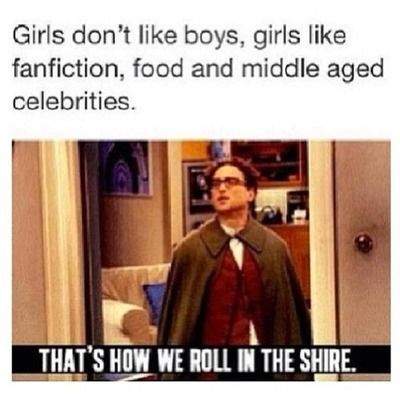 Girls don't like boys, girls like
fanfiction, food and middle aged
celebrities.
THAT'S HOW WE ROLL IN THE SHIRE.